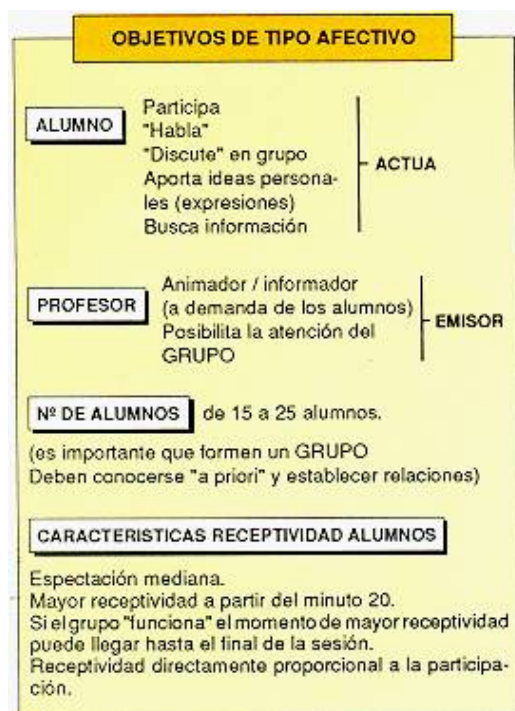 OBJETIVOS DE TIPO AFECTIVO
ALUMNO
Participa
"Habla"
"Discute" en grupo
Aporta ideas persona-
les (expresiones)
Busca información
ACTUA
PROFESOR
Animador / informador
(a demanda de los alumnos)
Posibilita la atención del
GRUPO
EMISOR
Nº DE ALUMNOS de 15 a 25 alumnos.
(es importante que formen un GRUPO
Deben conocerse "a priori" y establecer relaciones)
CARACTERISTICAS RECEPTIVIDAD ALUMNOS
Espectación mediana.
Mayor receptividad a partir del minuto 20.
Si el grupo "funciona" el momento de mayor receptividad
puede llegar hasta el final de la sesión.
Receptividad directamente proporcional a la participa-
ción.